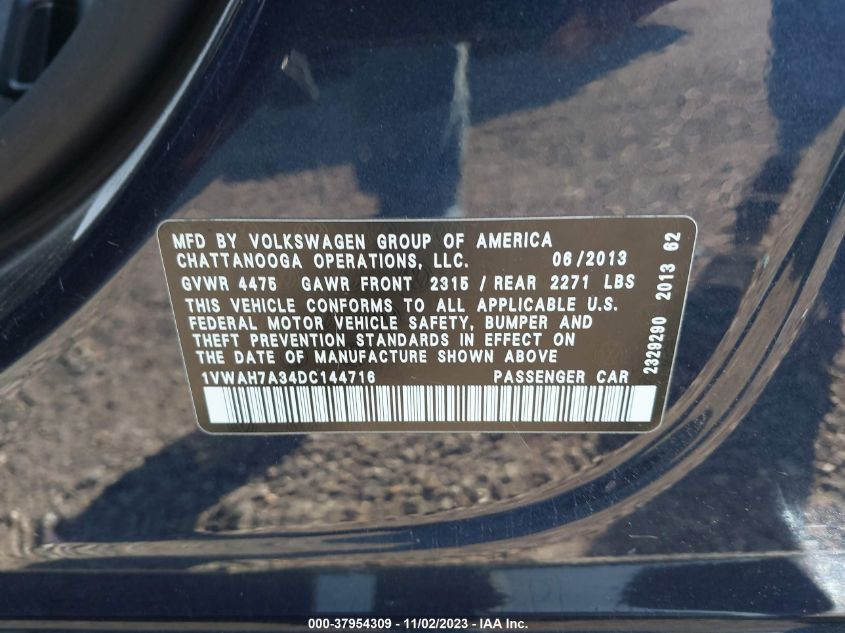 MFD BY VOLKSWAGEN GROUP OF AMERICA
CHATTANOOGA OPERATIONS, LLC. 06/2013
GVWR 4475 GAWR FRONT 2315 / REAR 2271 LBS
THIS VEHICLE CONFORMS TO ALL APPLICABLE U.S.
FEDERAL MOTOR VEHICLE SAFETY, BUMPER AND
THEFT PREVENTION STANDARDS IN EFFECT ON
THE DATE OF MANUFACTURE SHOWN ABOVE
1VWAH7A34DC144716 PASSENGER CAR
2329290 2013 62
000-37954309 - 11/02/2023 - IAA Inc.